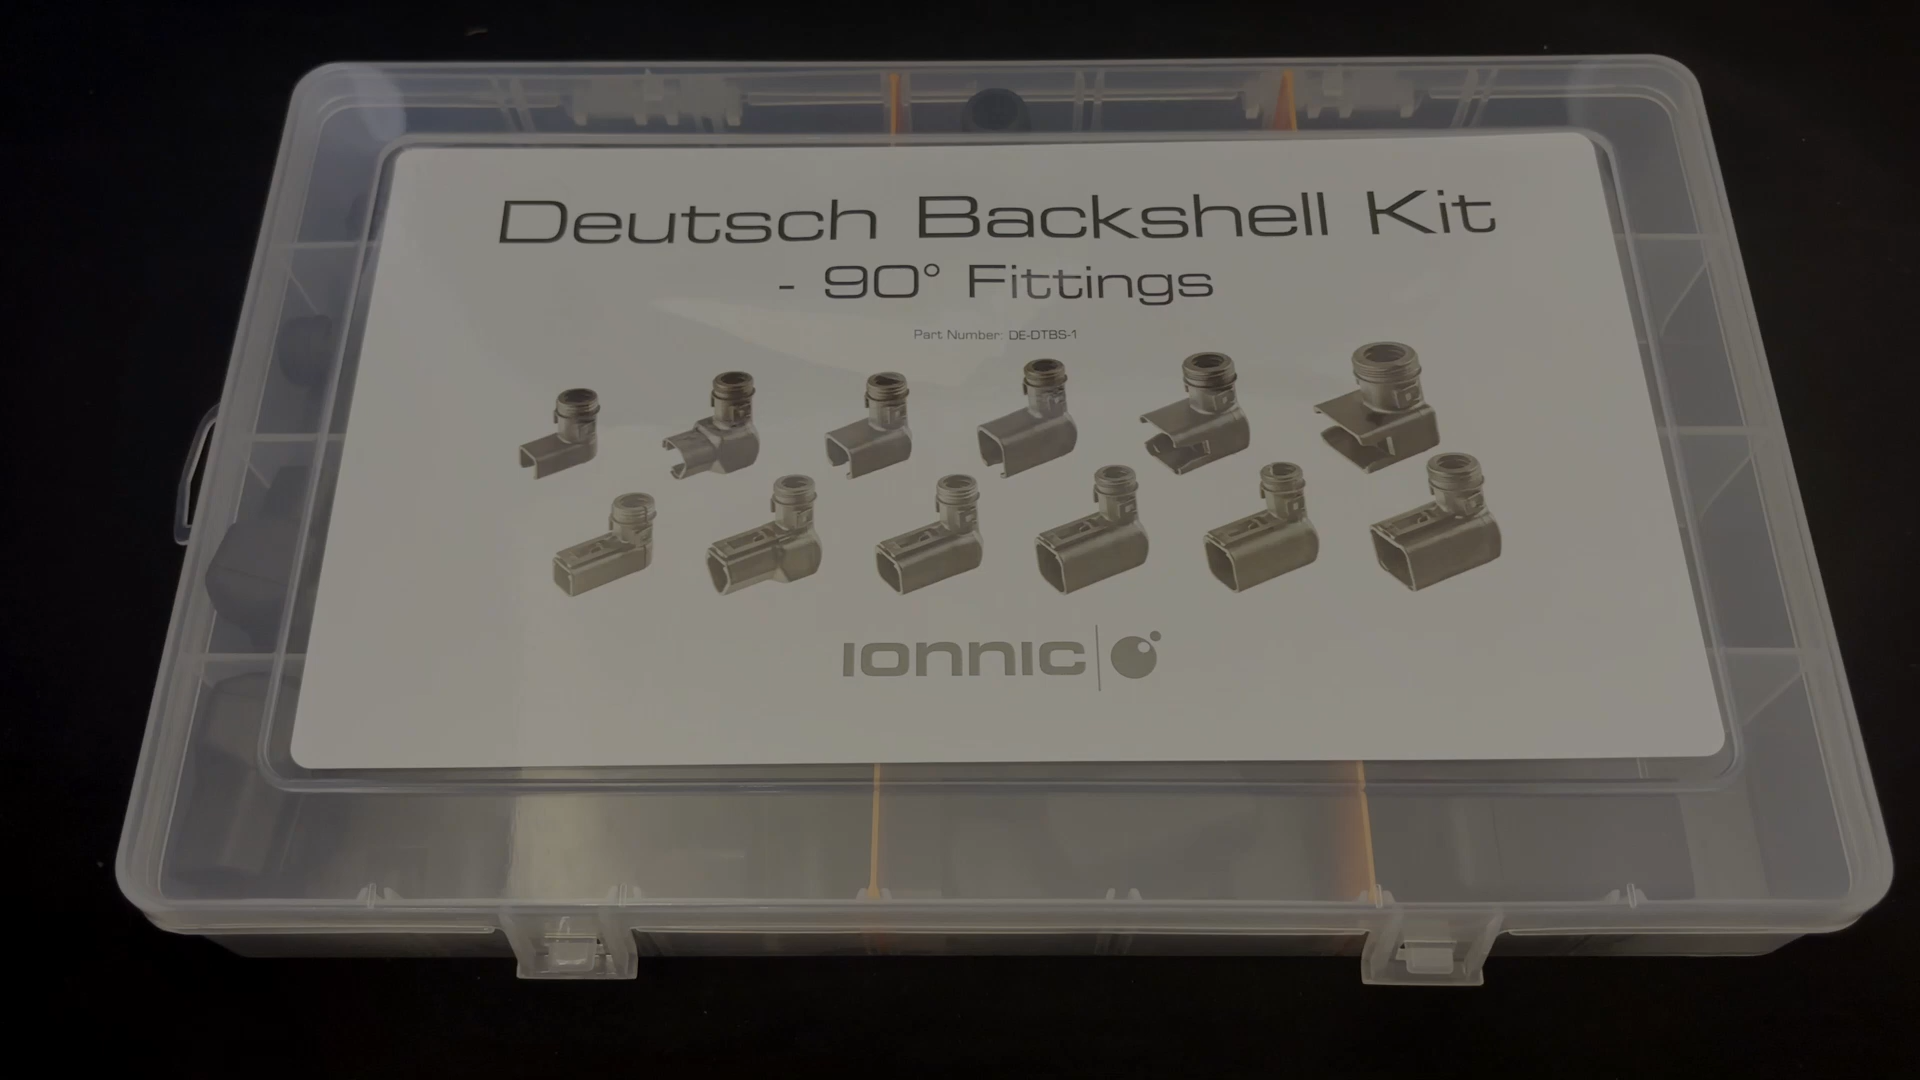 Deutsch Backshell Kit
- 90° Fittings
Part Number: DE-DTBS-1
IONNIC